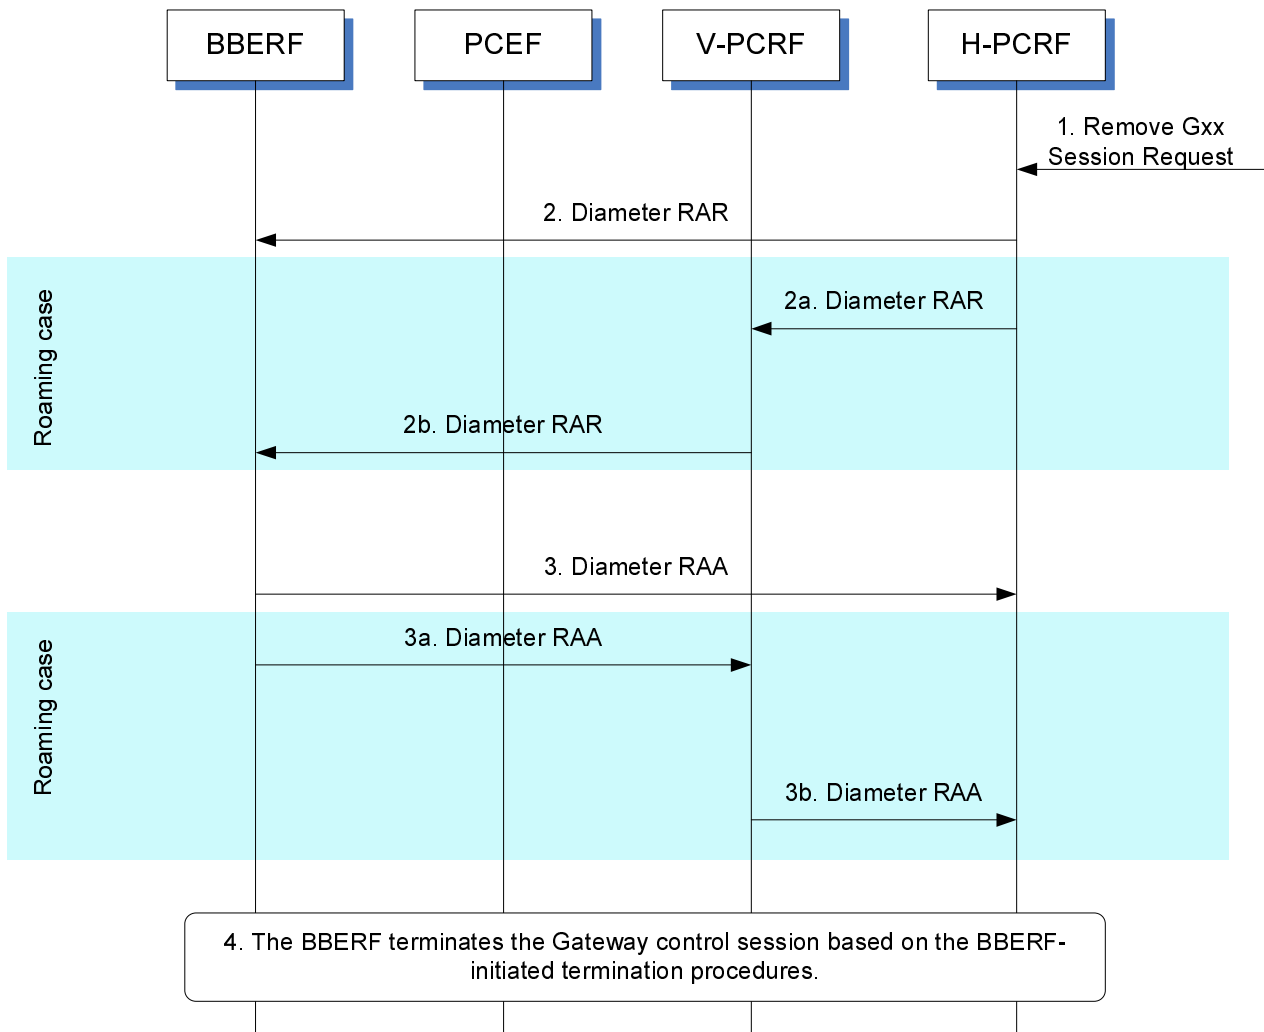 BBERF
PCEF
V-PCRF
H-PCRF
1. Remove Gxx
Session Request
2. Diameter RAR
Roaming case
2a. Diameter RAR
2b. Diameter RAR
3. Diameter RAA
Roaming case
3a. Diameter RAA
3b. Diameter RAA
4. The BBERF terminates the Gateway control session based on the BBERF-
initiated termination procedures.